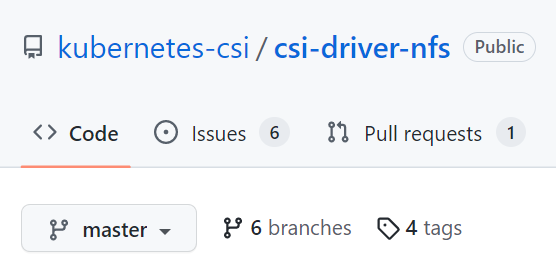 kubernetes-csi / csi-driver-nfs Public
Code Issues 6 Pull requests 1
master 6 branches 4 tags